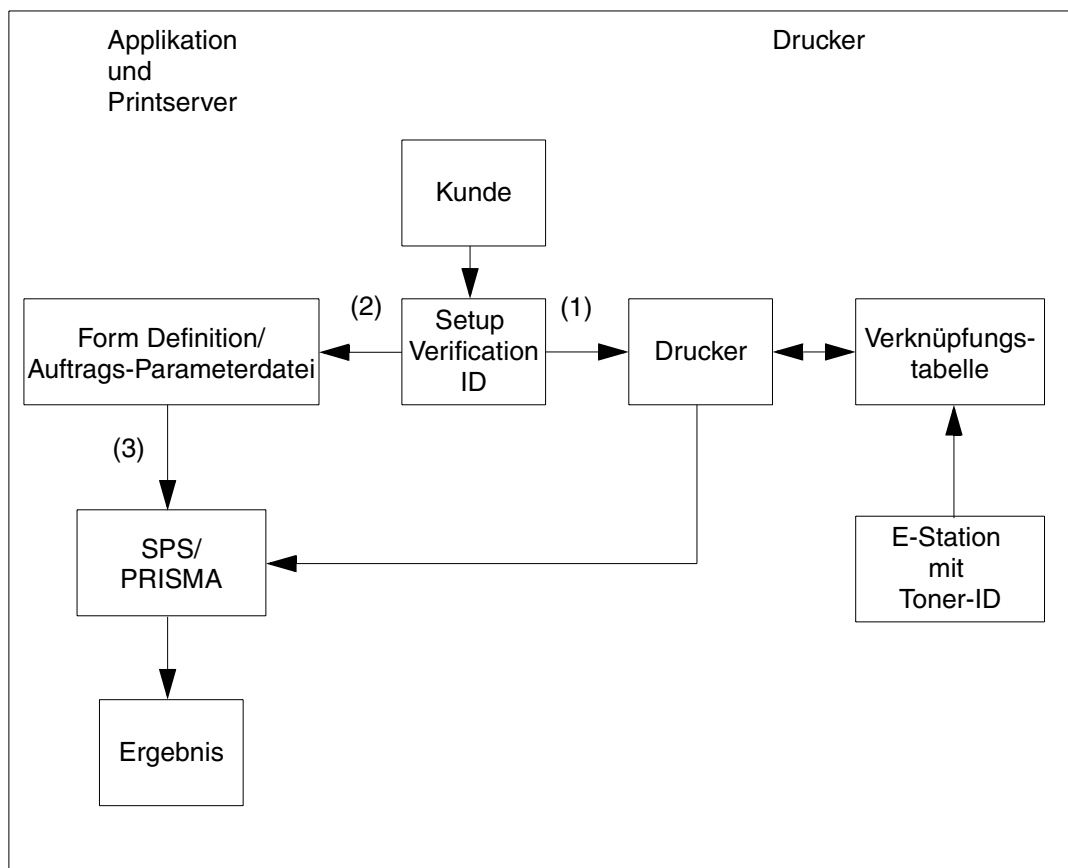 Applikation
und
Printserver
Drucker
Kunde
(2)
(1)
Form Definition/
Auftrags-Parameterdatei
Setup
Verification
ID
Drucker
Verknüpfungs-
tabelle
(3)
SPS/
PRISMA
E-Station
mit
Toner-ID
Ergebnis